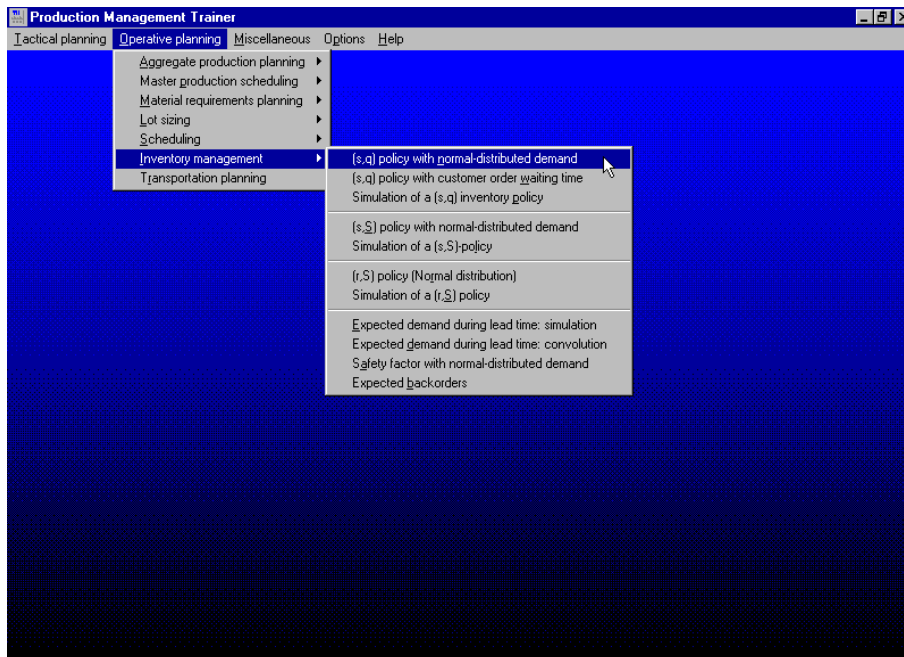 Production Management Trainer
Tactical planning Operative planning Miscellaneous Options Help
Aggregate production planning
Master production scheduling
Material requirements planning
Lot sizing
Scheduling
Inventory management
Transportation planning
(s,q) policy with normal-distributed demand
(s,q) policy with customer order waiting time
Simulation of a (s,q) inventory policy
(s,S) policy with normal-distributed demand
Simulation of a (s,S)-policy
(r,S) policy (Normal distribution)
Simulation of a (r,S) policy
Expected demand during lead time: simulation
Expected demand during lead time: convolution
Safety factor with normal-distributed demand
Expected backorders